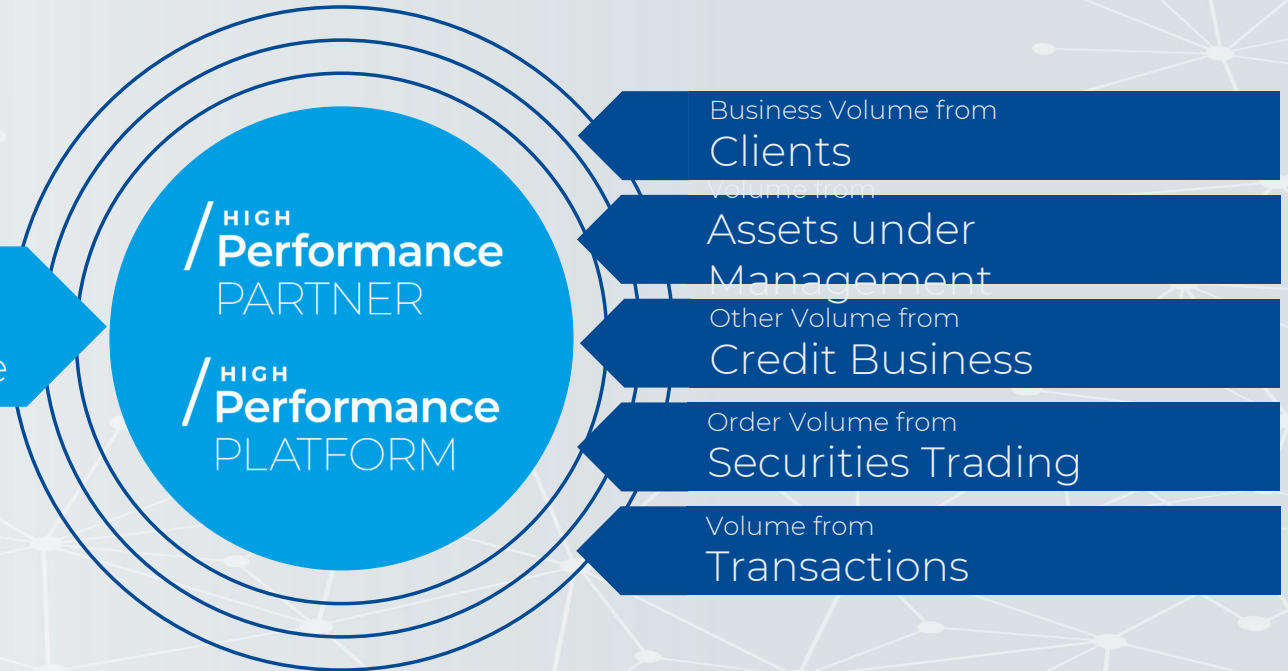 HIGH
Performance
PARTNER
HIGH
Performance
PLATFORM
Business Volume from
Clients
Volume from
Assets under
Management
Other Volume from
Credit Business
Order Volume from
Securities Trading
Volume from
Transactions